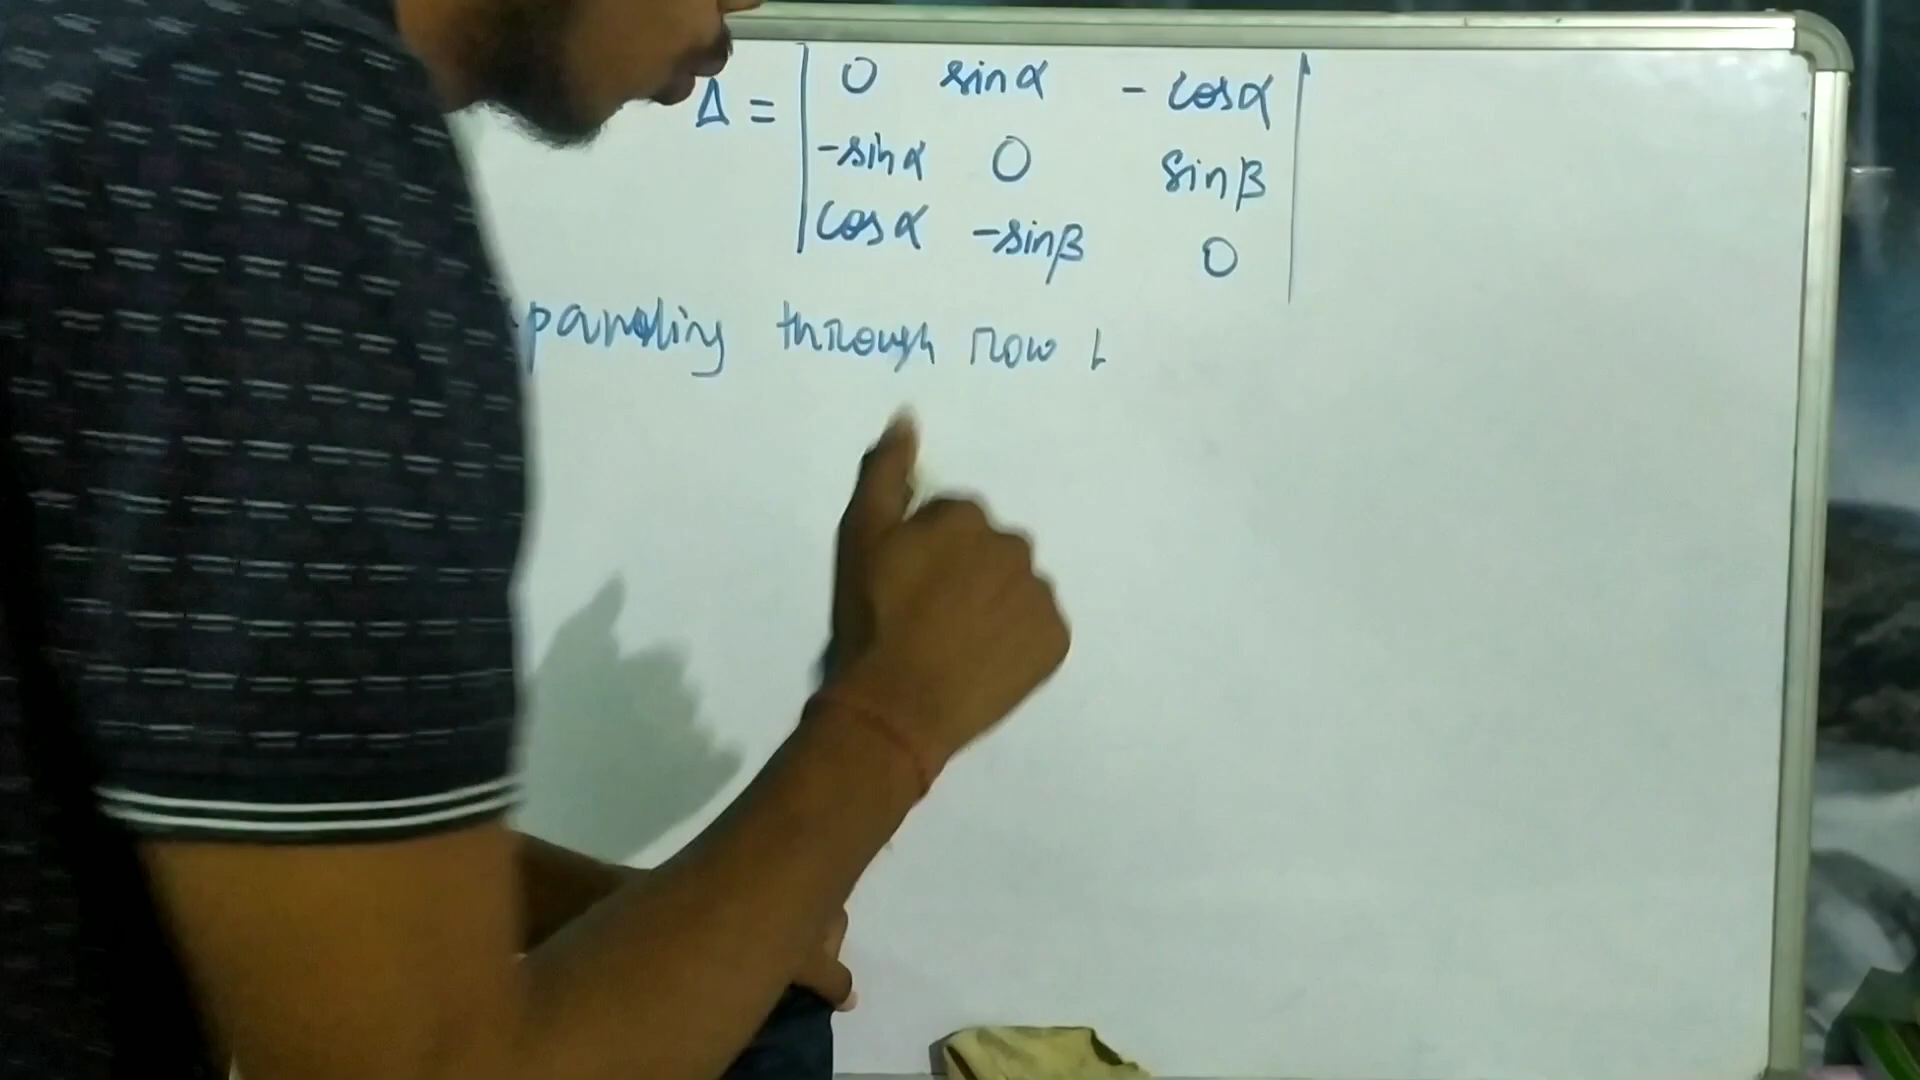 Δ = | 0 sinα - cosα |
| -sinα 0 sinβ |
| cosα -sinβ 0 |
panding through row 1